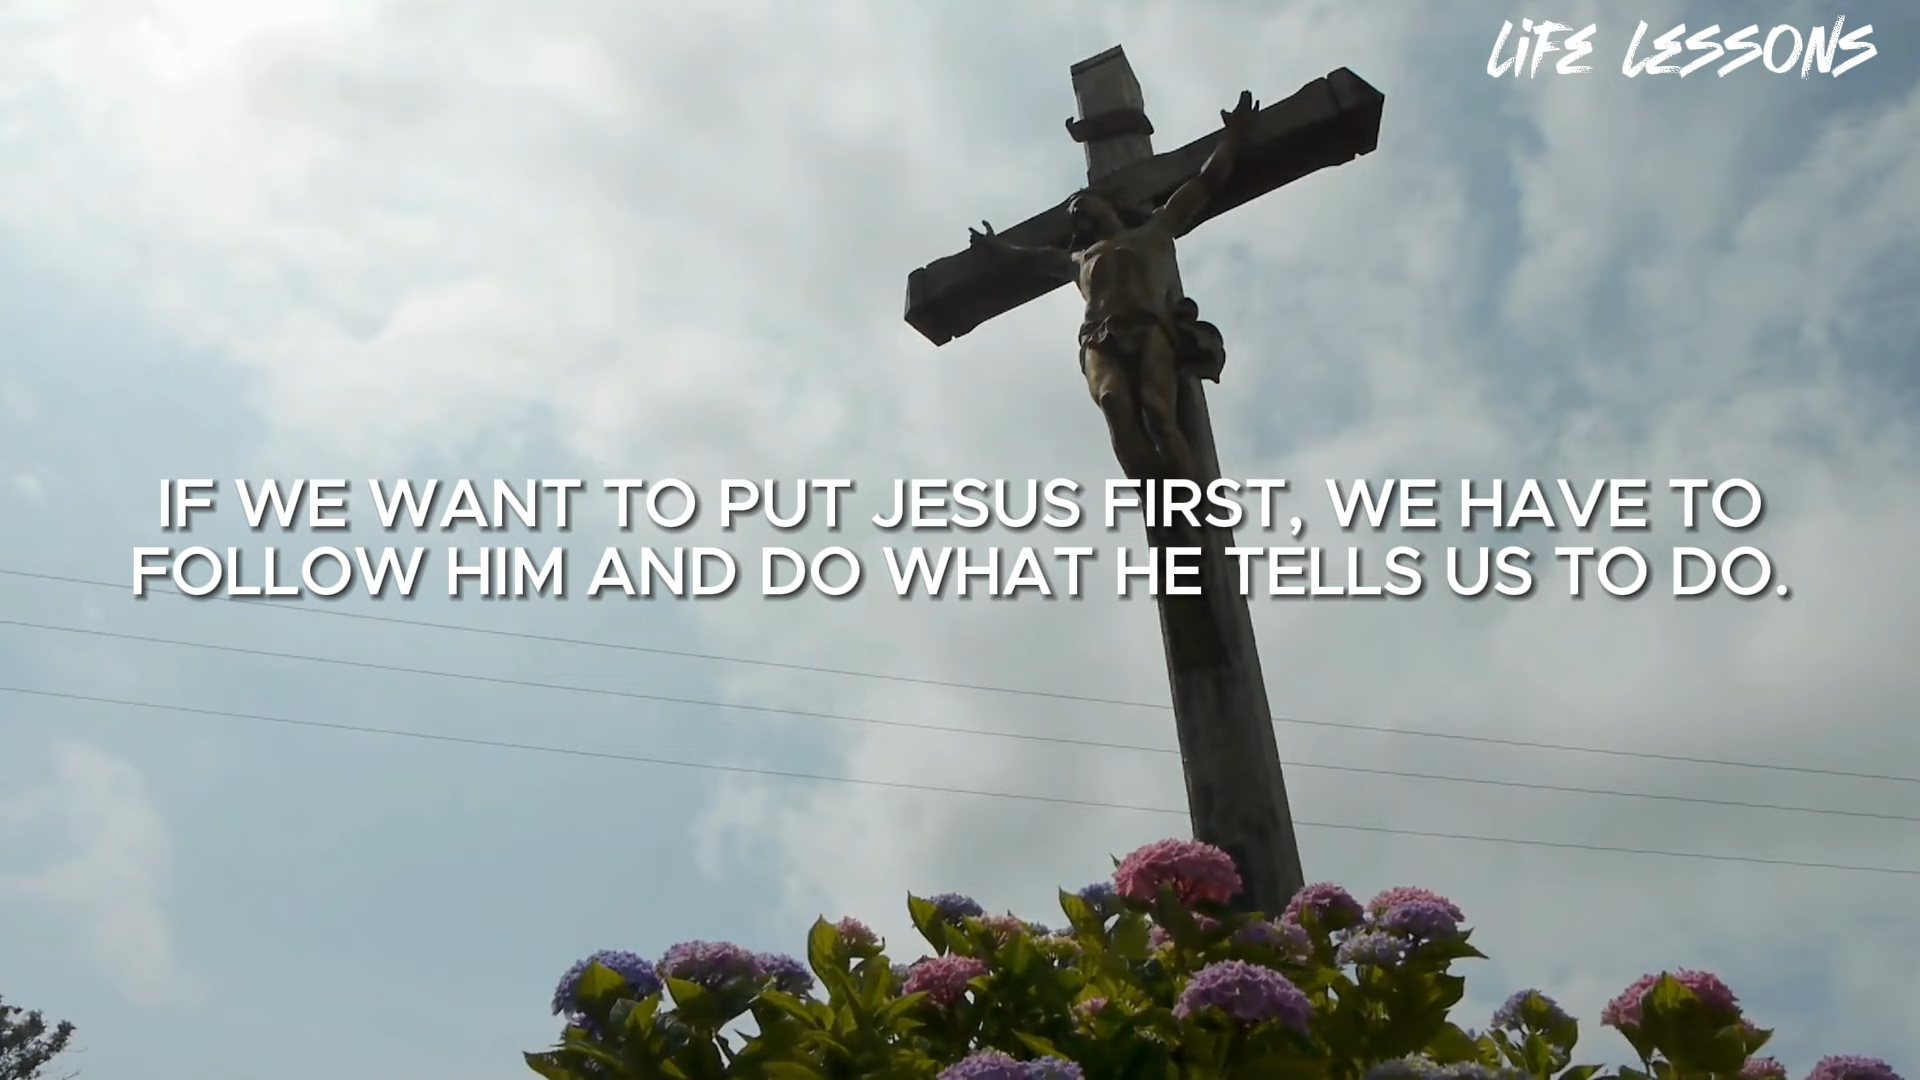 LiFE LESSONS
IF WE WANT TO PUT JESUS FIRST, WE HAVE TO
FOLLOW HIM AND DO WHAT HE TELLS US TO DO.